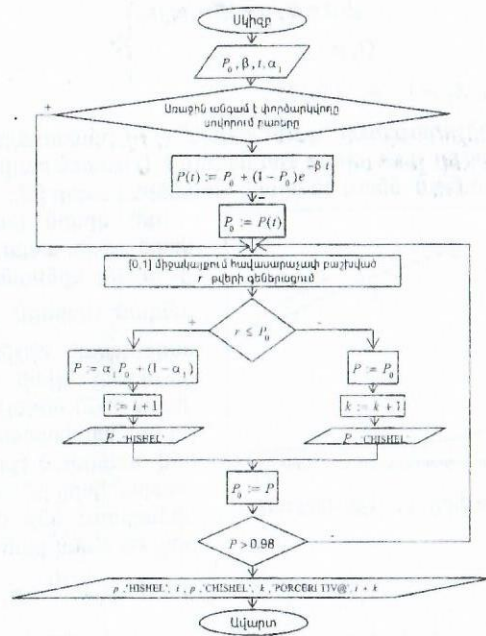 Սկիզբ
P₀, β, t, α₁
+
Առաջին անգամ է փորձարկվողը
սովորում բառերը
P(t) := P₀ + (1 − P₀)e^{−β t}
−
P₀ := P(t)
[0,1] միջակայքում հավասարաչափ բաշխված
r թվերի գեներացում
+ r ≤ P₀ -
P := α₁P₀ + (1 − α₁) P := P₀
i := i + 1 k := k + 1
P ,'HISHEL' P ,'CHISHEL'
P₀ := P
P > 0.98
p ,'HISHEL', i , p ,'CHISHEL', k ,'PORCERI TIV@', i + k
Ավարտ